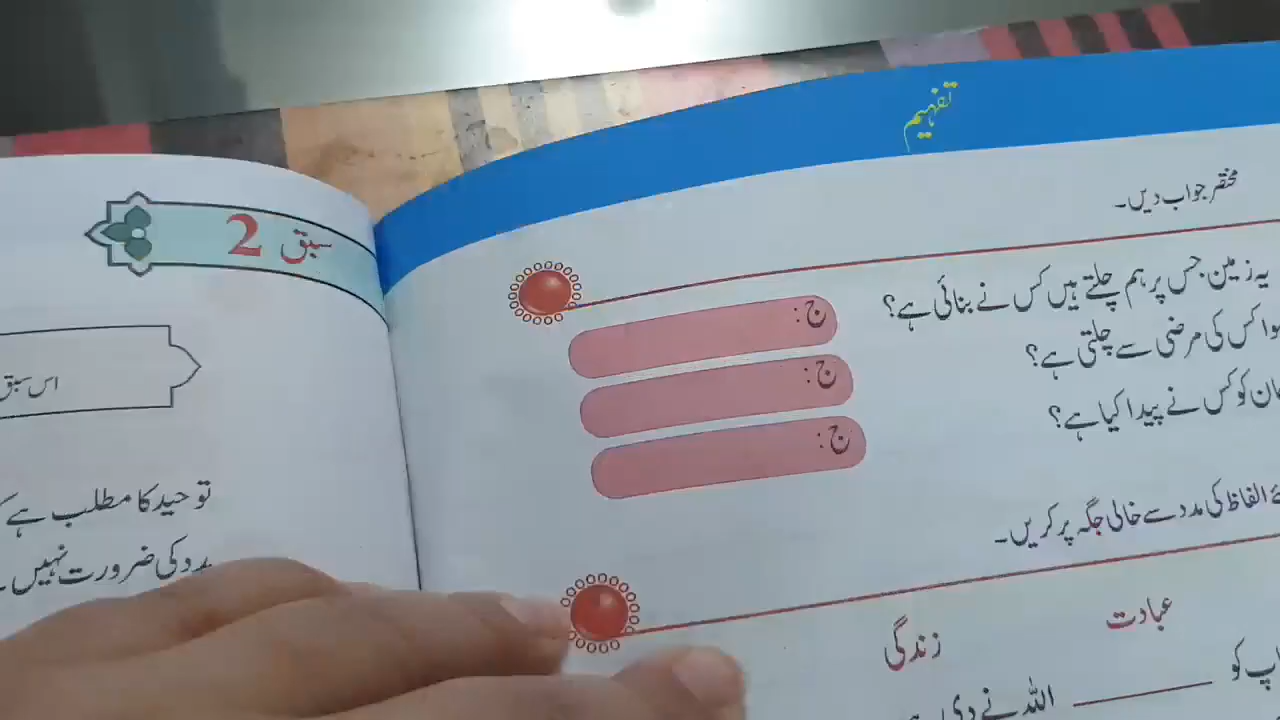 تفہیم
مختصر جواب دیں۔
یہ زمین جس پر ہم چلتے ہیں کس نے بنائی ہے؟
ج:
کس کی مرضی سے چلتی ہے؟
ج:
کو کس نے پیدا کیا ہے؟
ج:
الفاظ کی مدد سے خالی جگہ پر کریں۔
عبادت
زندگی
کو ______ اللہ نے دی
سبق 2
اس سبق
توحید کا مطلب ہے
مدد کی ضرورت نہیں